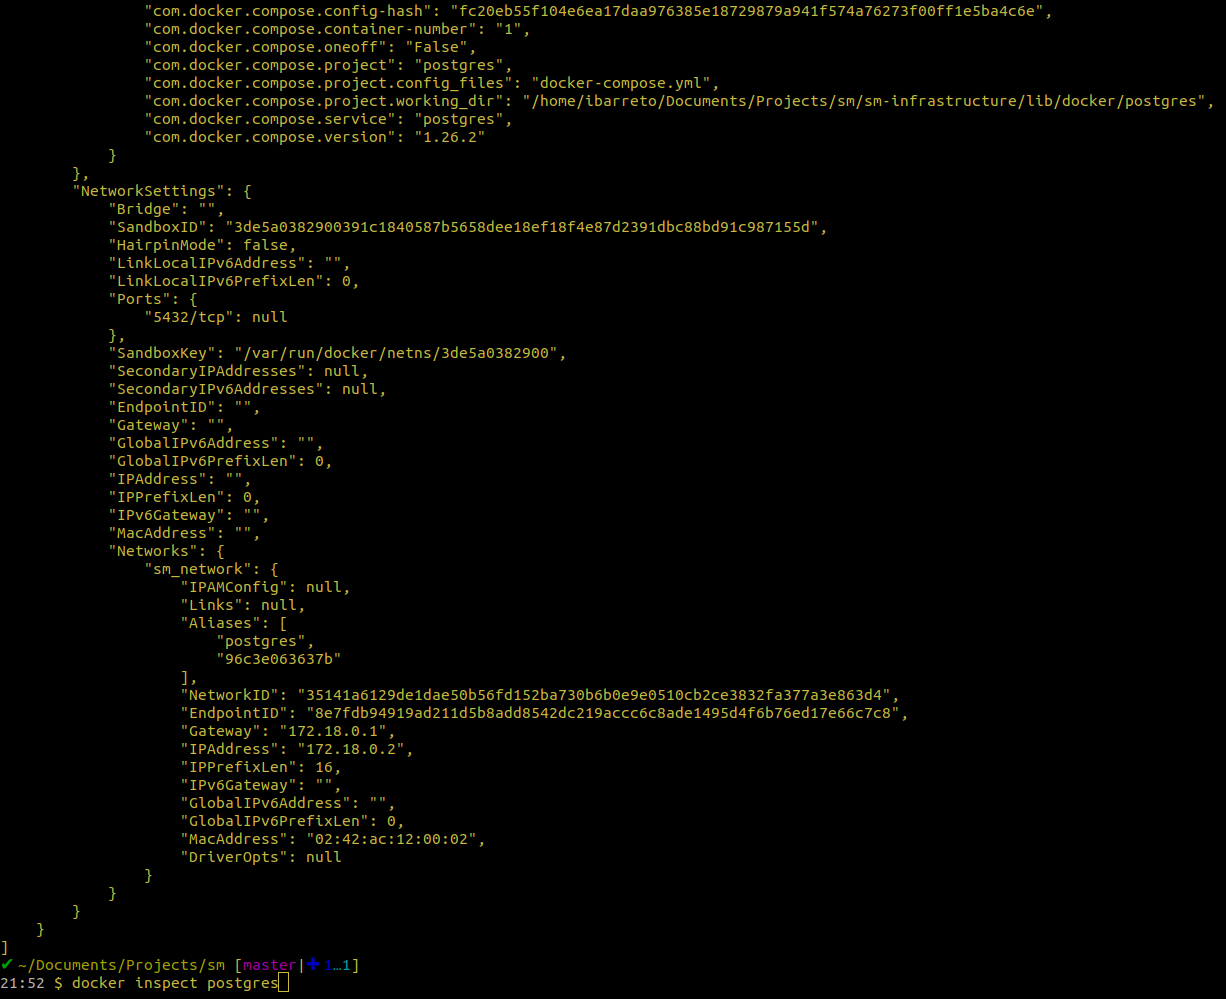 "com.docker.compose.config-hash": "fc20eb55f104e6ea17daa976385e18729879a941f574a76273f00ff1e5ba4c6e",
"com.docker.compose.container-number": "1",
"com.docker.compose.oneoff": "False",
"com.docker.compose.project": "postgres",
"com.docker.compose.project.config_files": "docker-compose.yml",
"com.docker.compose.project.working_dir": "/home/ibarreto/Documents/Projects/sm/sm-infrastructure/lib/docker/postgres",
"com.docker.compose.service": "postgres",
"com.docker.compose.version": "1.26.2"
}
},
"NetworkSettings": {
"Bridge": "",
"SandboxID": "3de5a0382900391c1840587b5658dee18ef18f4e87d2391dbc88bd91c987155d",
"HairpinMode": false,
"LinkLocalIPv6Address": "",
"LinkLocalIPv6PrefixLen": 0,
"Ports": {
"5432/tcp": null
},
"SandboxKey": "/var/run/docker/netns/3de5a0382900",
"SecondaryIPAddresses": null,
"SecondaryIPv6Addresses": null,
"EndpointID": "",
"Gateway": "",
"GlobalIPv6Address": "",
"GlobalIPv6PrefixLen": 0,
"IPAddress": "",
"IPPrefixLen": 0,
"IPv6Gateway": "",
"MacAddress": "",
"Networks": {
"sm_network": {
"IPAMConfig": null,
"Links": null,
"Aliases": [
"postgres",
"96c3e063637b"
],
"NetworkID": "35141a6129de1dae50b56fd152ba730b6b0e9e0510cb2ce3832fa377a3e863d4",
"EndpointID": "8e7fdb94919ad211d5b8add8542dc219accc6c8ade1495d4f6b76ed17e66c7c8",
"Gateway": "172.18.0.1",
"IPAddress": "172.18.0.2",
"IPPrefixLen": 16,
"IPv6Gateway": "",
"GlobalIPv6Address": "",
"GlobalIPv6PrefixLen": 0,
"MacAddress": "02:42:ac:12:00:02",
"DriverOpts": null
}
}
}
}
]
✔ ~/Documents/Projects/sm [master|✚ 1…1]
21:52 $ docker inspect postgres